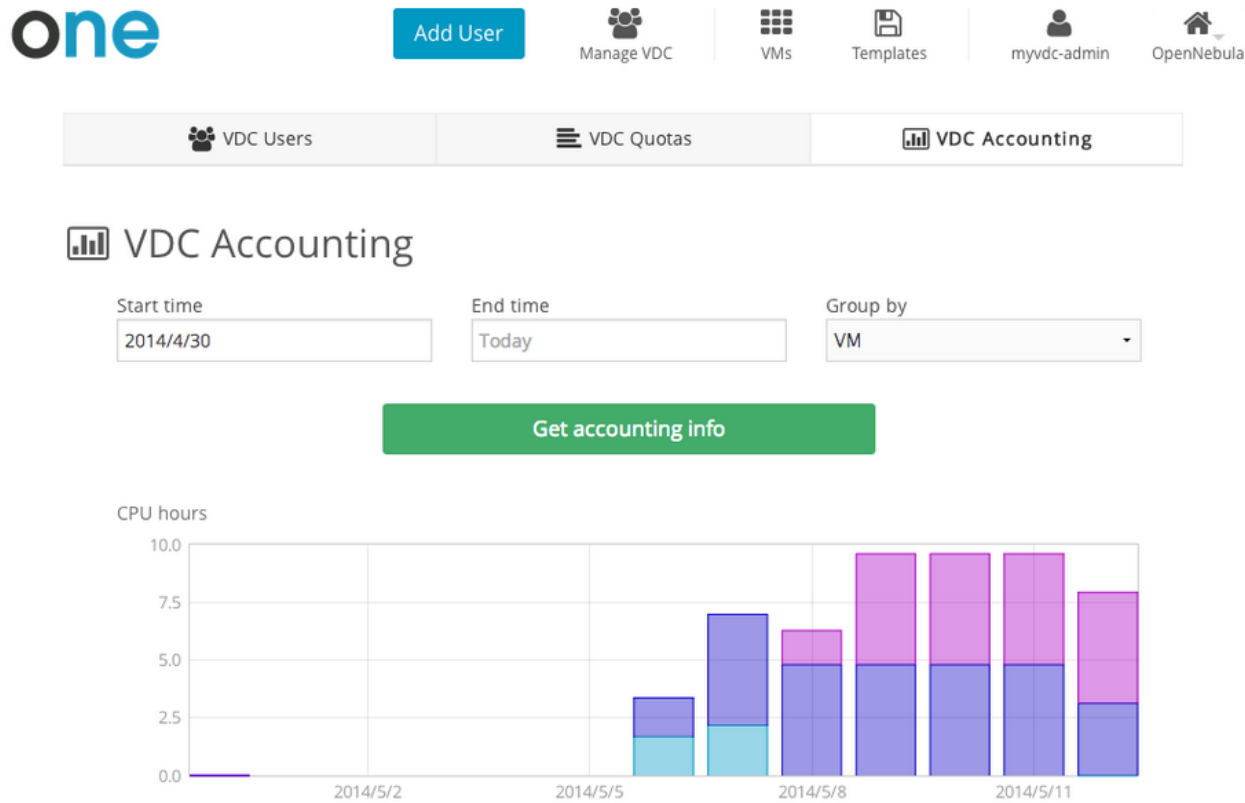 one
Add User
Manage VDC
VMs
Templates
myvdc-admin
OpenNebula
VDC Users
VDC Quotas
VDC Accounting
VDC Accounting
Start time
End time
Group by
2014/4/30
Today
VM
Get accounting info
CPU hours
10.0
7.5
5.0
2.5
0.0
2014/5/2
2014/5/5
2014/5/8
2014/5/11